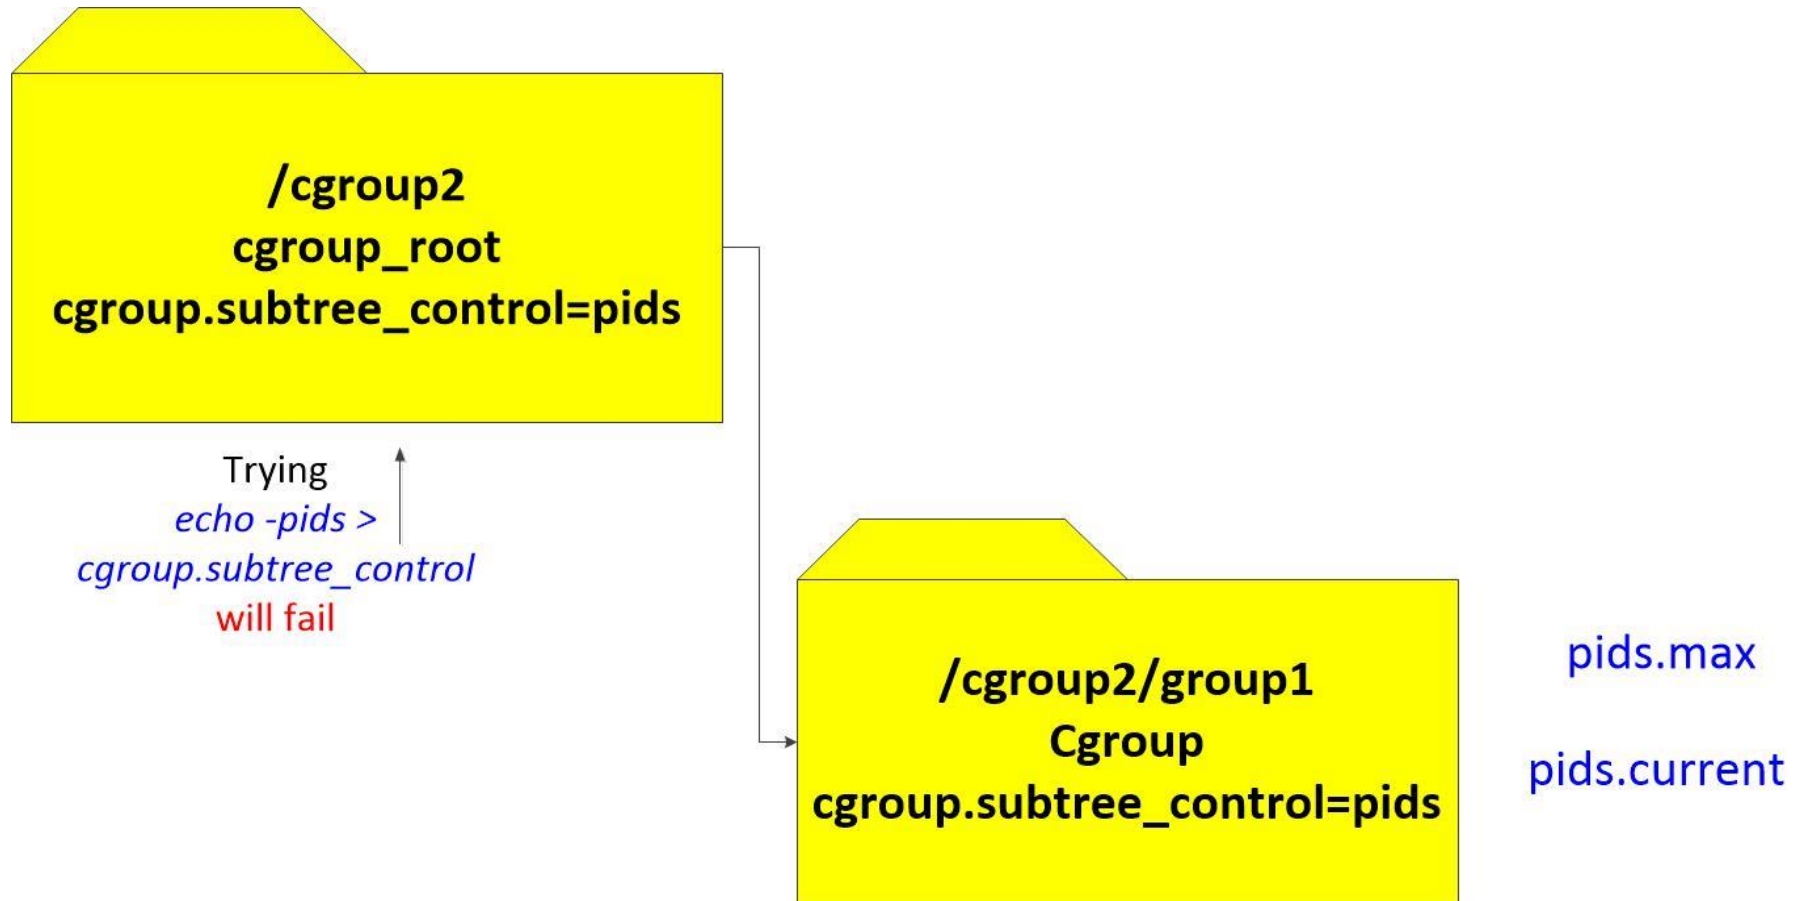 /cgroup2
cgroup_root
cgroup.subtree_control=pids
Trying
echo -pids >
cgroup.subtree_control
will fail
/cgroup2/group1
Cgroup
cgroup.subtree_control=pids
pids.max
pids.current